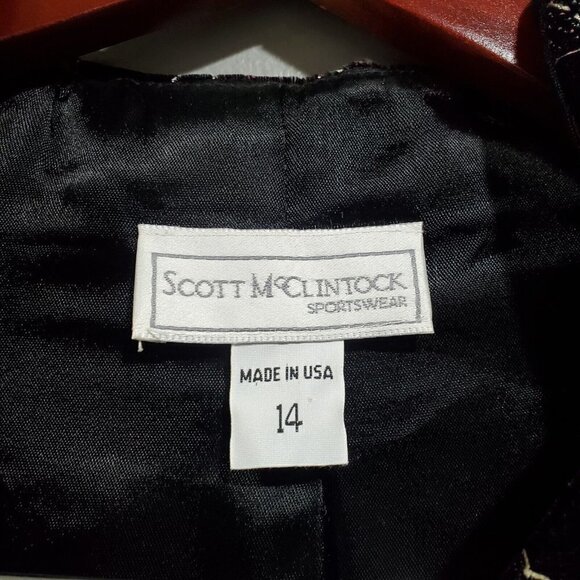 SCOTT McCLINTOCK
SPORTSWEAR
MADE IN USA
14